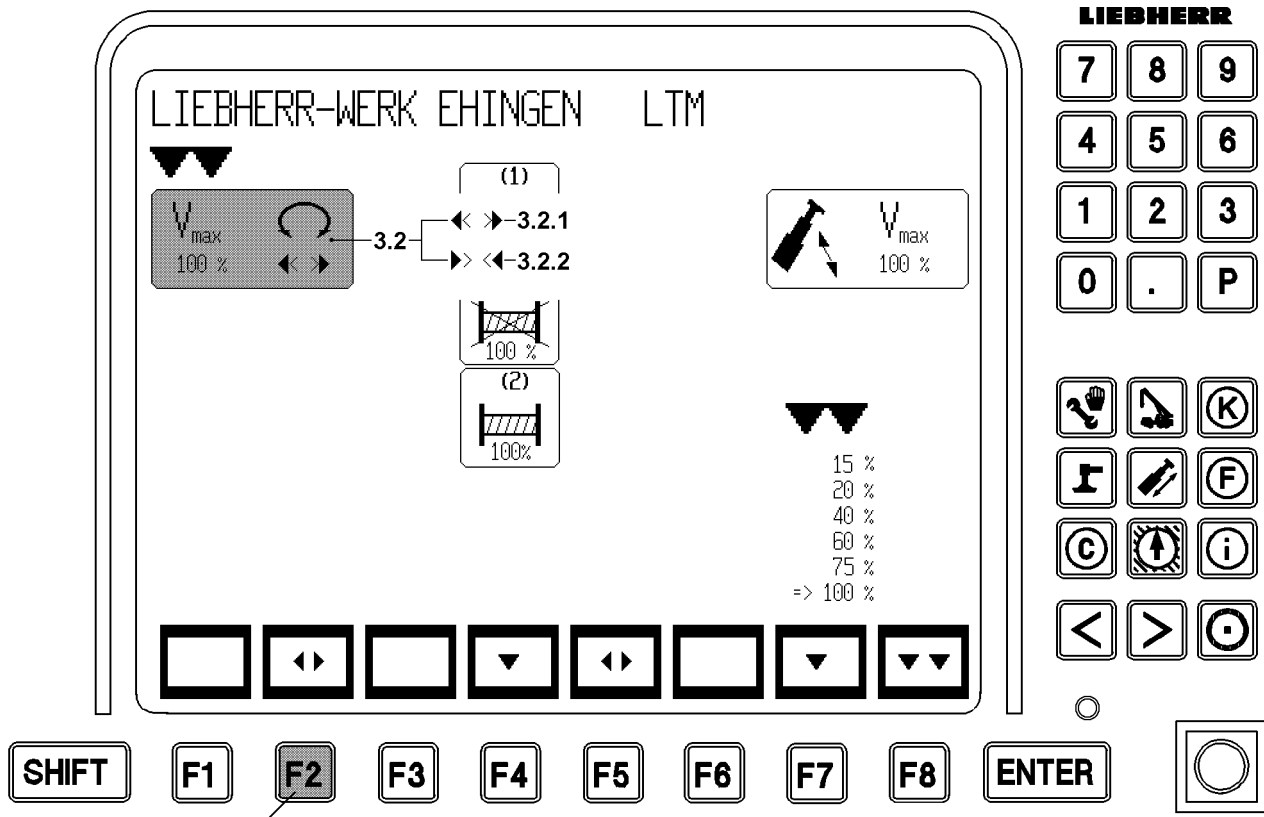 LIEBHERR
LIEBHERR-WERK EHINGEN LTM
(1)
Vmax
100 %
3.2
3.2.1
3.2.2
Vmax
100 %
100 %
(2)
100%
15 %
20 %
40 %
60 %
75 %
=> 100 %
7 8 9
4 5 6
1 2 3
0 . P
K
F
C i
< >
SHIFT F1 F2 F3 F4 F5 F6 F7 F8 ENTER